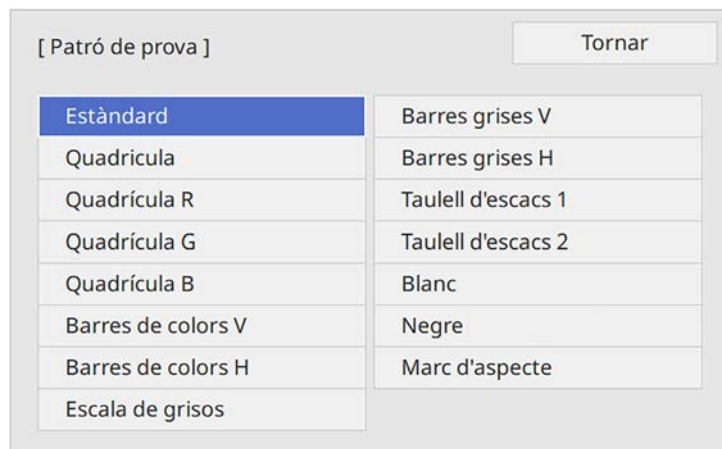 [ Patró de prova ]
Tornar
Estàndard
Quadricula
Quadrícula R
Quadrícula G
Quadrícula B
Barres de colors V
Barres de colors H
Escala de grisos
Barres grises V
Barres grises H
Taulell d'escacs 1
Taulell d'escacs 2
Blanc
Negre
Marc d'aspecte